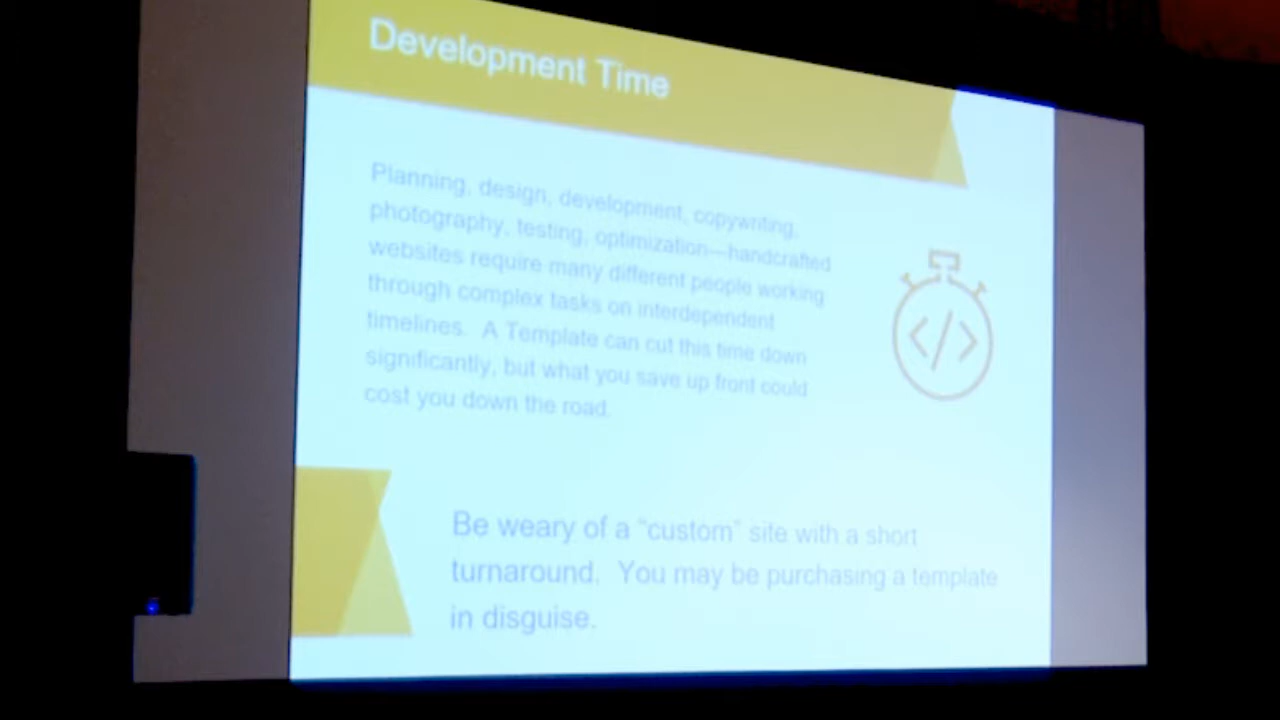 Development Time
Planning, design, development, copywriting,
photography, testing, optimization—handcrafted
websites require many different people working
through complex tasks on interdependent
timelines. A Template can cut this time down
significantly, but what you save up front could
cost you down the road.
</>
Be weary of a "custom" site with a short
turnaround. You may be purchasing a template
in disguise.